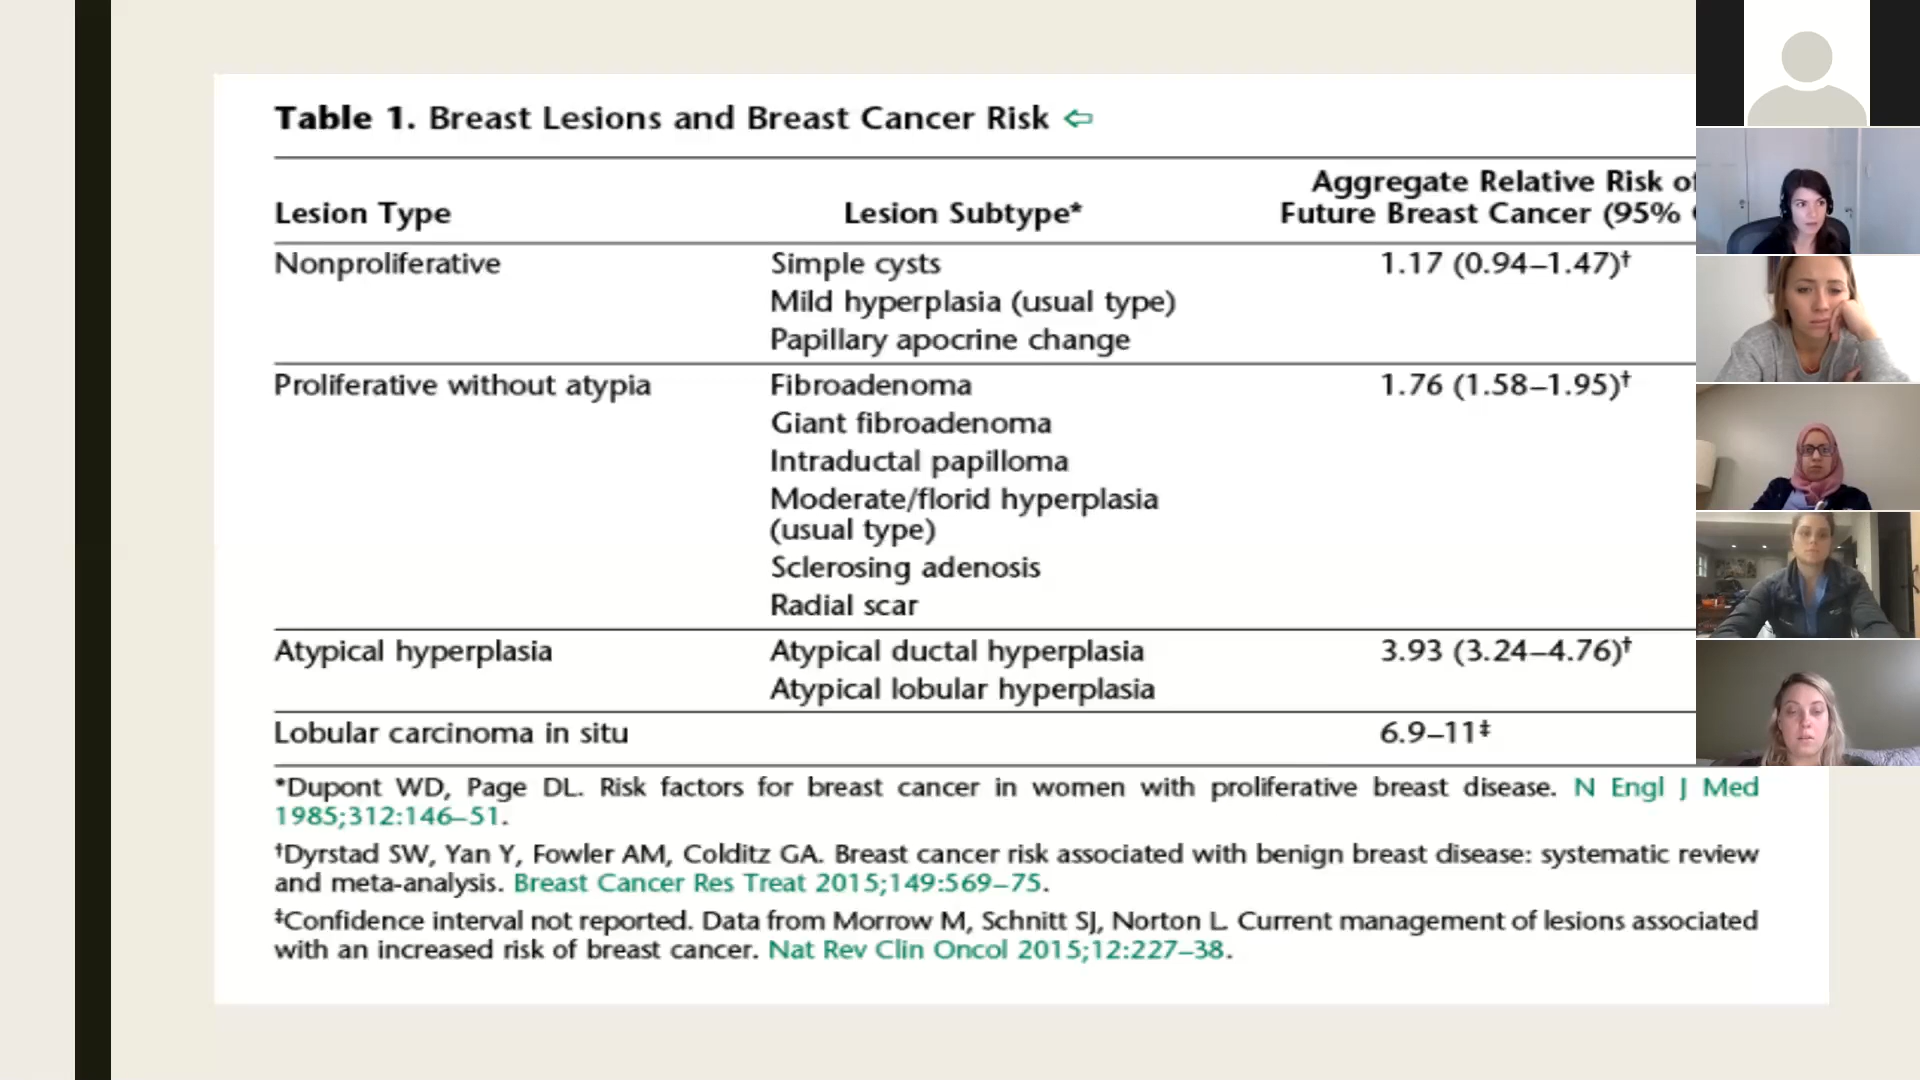 Table 1. Breast Lesions and Breast Cancer Risk ⇦
Aggregate Relative Risk of
Lesion Type Lesion Subtype* Future Breast Cancer (95%
Nonproliferative Simple cysts 1.17 (0.94–1.47)†
Mild hyperplasia (usual type)
Papillary apocrine change
Proliferative without atypia Fibroadenoma 1.76 (1.58–1.95)†
Giant fibroadenoma
Intraductal papilloma
Moderate/florid hyperplasia
(usual type)
Sclerosing adenosis
Radial scar
Atypical hyperplasia Atypical ductal hyperplasia 3.93 (3.24–4.76)†
Atypical lobular hyperplasia
Lobular carcinoma in situ 6.9–11‡
*Dupont WD, Page DL. Risk factors for breast cancer in women with proliferative breast disease. N Engl J Med
1985;312:146–51.
†Dyrstad SW, Yan Y, Fowler AM, Colditz GA. Breast cancer risk associated with benign breast disease: systematic review
and meta-analysis. Breast Cancer Res Treat 2015;149:569–75.
‡Confidence interval not reported. Data from Morrow M, Schnitt SJ, Norton L. Current management of lesions associated
with an increased risk of breast cancer. Nat Rev Clin Oncol 2015;12:227–38.